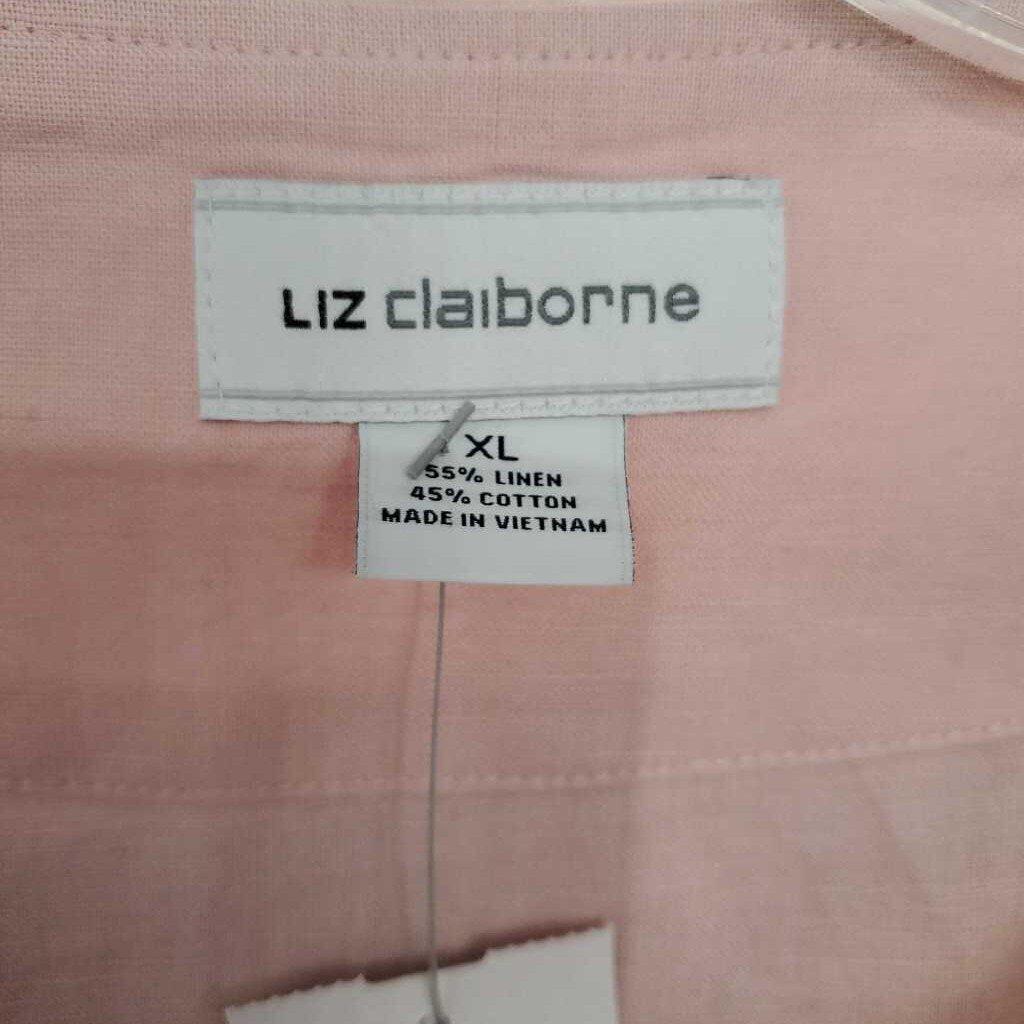 LIZ claiborne
XL
55% LINEN
45% COTTON
MADE IN VIETNAM